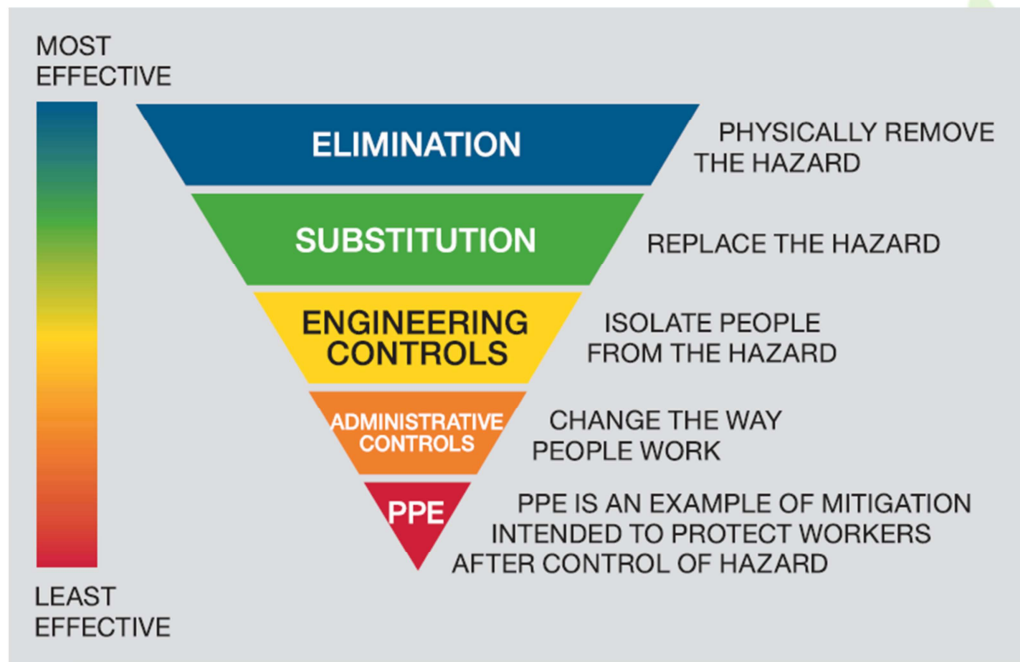 MOST
EFFECTIVE
ELIMINATION
PHYSICALLY REMOVE
THE HAZARD
SUBSTITUTION
REPLACE THE HAZARD
ENGINEERING
CONTROLS
ISOLATE PEOPLE
FROM THE HAZARD
ADMINISTRATIVE
CONTROLS
CHANGE THE WAY
PEOPLE WORK
PPE
PPE IS AN EXAMPLE OF MITIGATION
INTENDED TO PROTECT WORKERS
AFTER CONTROL OF HAZARD
LEAST
EFFECTIVE